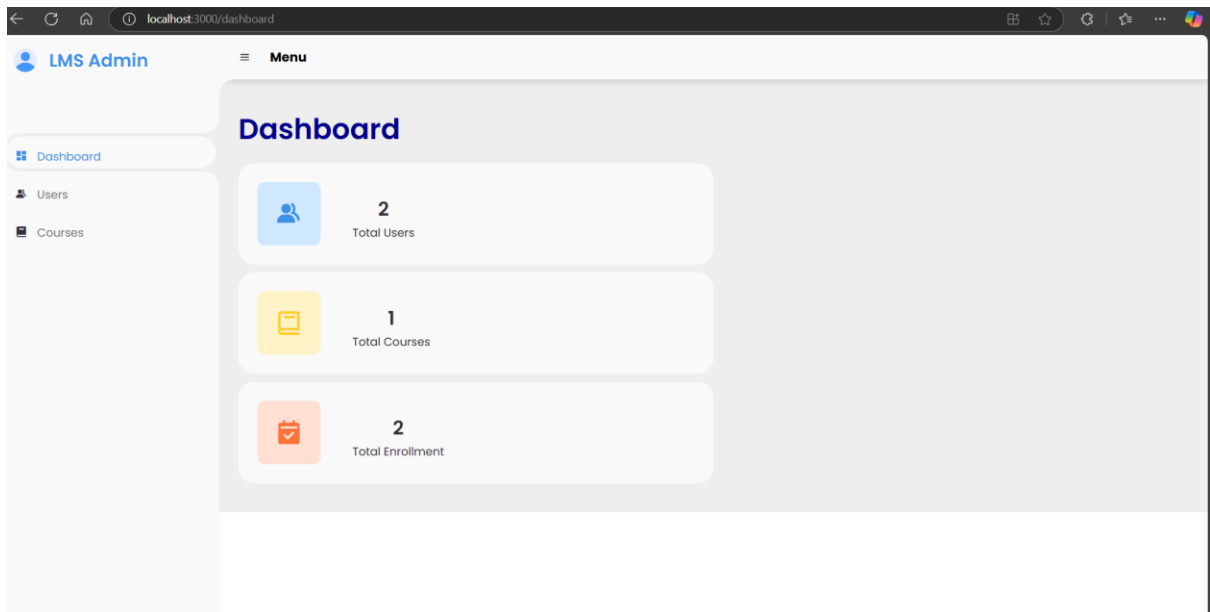 localhost:3000/dashboard
LMS Admin
Menu
Dashboard
Dashboard
Users
Courses
2
Total Users
1
Total Courses
2
Total Enrollment